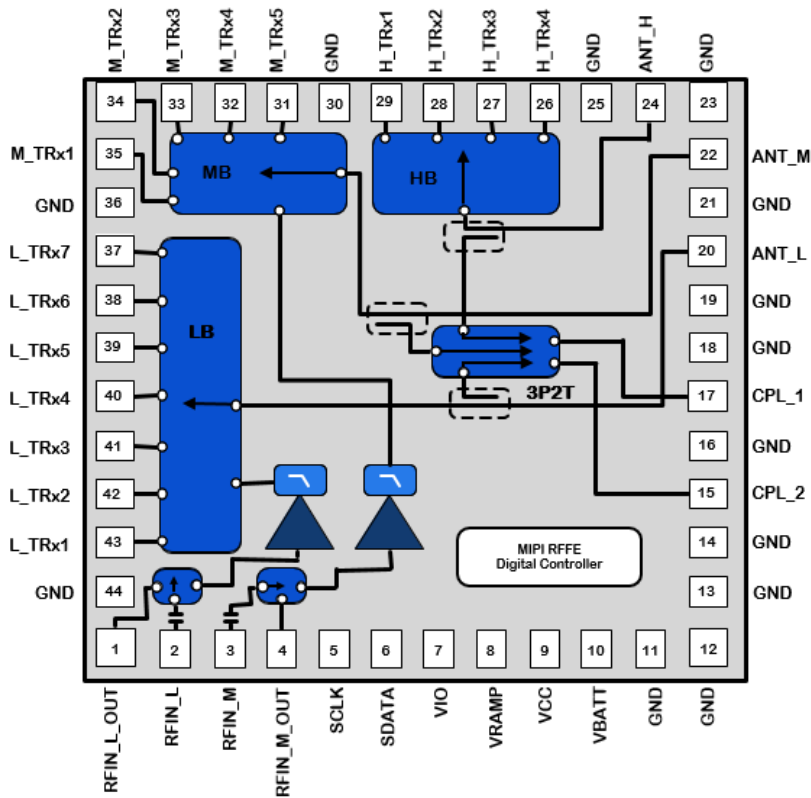 M_TRx2
M_TRx3
M_TRx4
M_TRx5
GND
H_TRx1
H_TRx2
H_TRx3
H_TRx4
GND
ANT_H
GND
34
33
32
31
30
29
28
27
26
25
24
23
M_TRx1
35
MB
HB
22
ANT_M
GND
36
21
GND
L_TRx7
37
20
ANT_L
L_TRx6
38
19
GND
LB
L_TRx5
39
18
GND
3P2T
L_TRx4
40
17
CPL_1
L_TRx3
41
16
GND
L_TRx2
42
15
CPL_2
L_TRx1
43
MIPI RFFE
Digital Controller
14
GND
GND
44
13
GND
1
2
3
4
5
6
7
8
9
10
11
12
RFIN_L_OUT
RFIN_L
RFIN_M
RFIN_M_OUT
SCLK
SDATA
VIO
VRAMP
VCC
VBATT
GND
GND